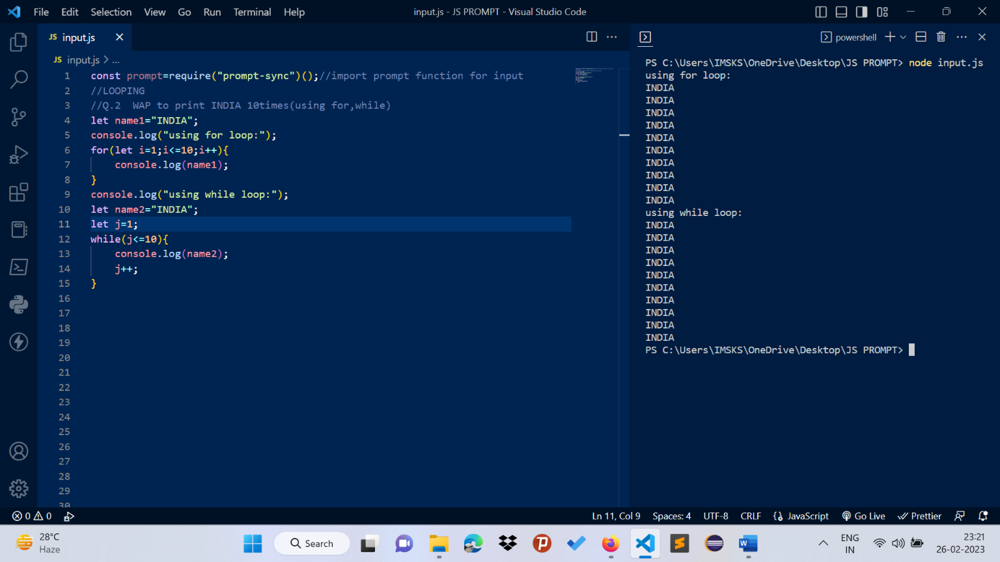 File Edit Selection View Go Run Terminal Help
input.js - JS PROMPT - Visual Studio Code
JS input.js
JS input.js > ...
1 const prompt=require("prompt-sync")();//import prompt function for input
2 //LOOPING
3 //Q.2  WAP to print INDIA 10times(using for,while)
4 let name1="INDIA";
5 console.log("using for loop:");
6 for(let i=1;i<=10;i++){
7     console.log(name1);
8 }
9 console.log("using while loop:");
10 let name2="INDIA";
11 let j=1;
12 while(j<=10){
13     console.log(name2);
14     j++;
15 }
16
17
18
19
20
21
22
23
24
25
26
27
28
29
30
powershell
PS C:\Users\IMSKS\OneDrive\Desktop\JS PROMPT> node input.js
using for loop:
INDIA
INDIA
INDIA
INDIA
INDIA
INDIA
INDIA
INDIA
INDIA
INDIA
using while loop:
INDIA
INDIA
INDIA
INDIA
INDIA
INDIA
INDIA
INDIA
INDIA
INDIA
PS C:\Users\IMSKS\OneDrive\Desktop\JS PROMPT>
0 0
Ln 11, Col 9 Spaces: 4 UTF-8 CRLF JavaScript Go Live Prettier
28°C
Haze
Search
ENG
IN
23:21
26-02-2023